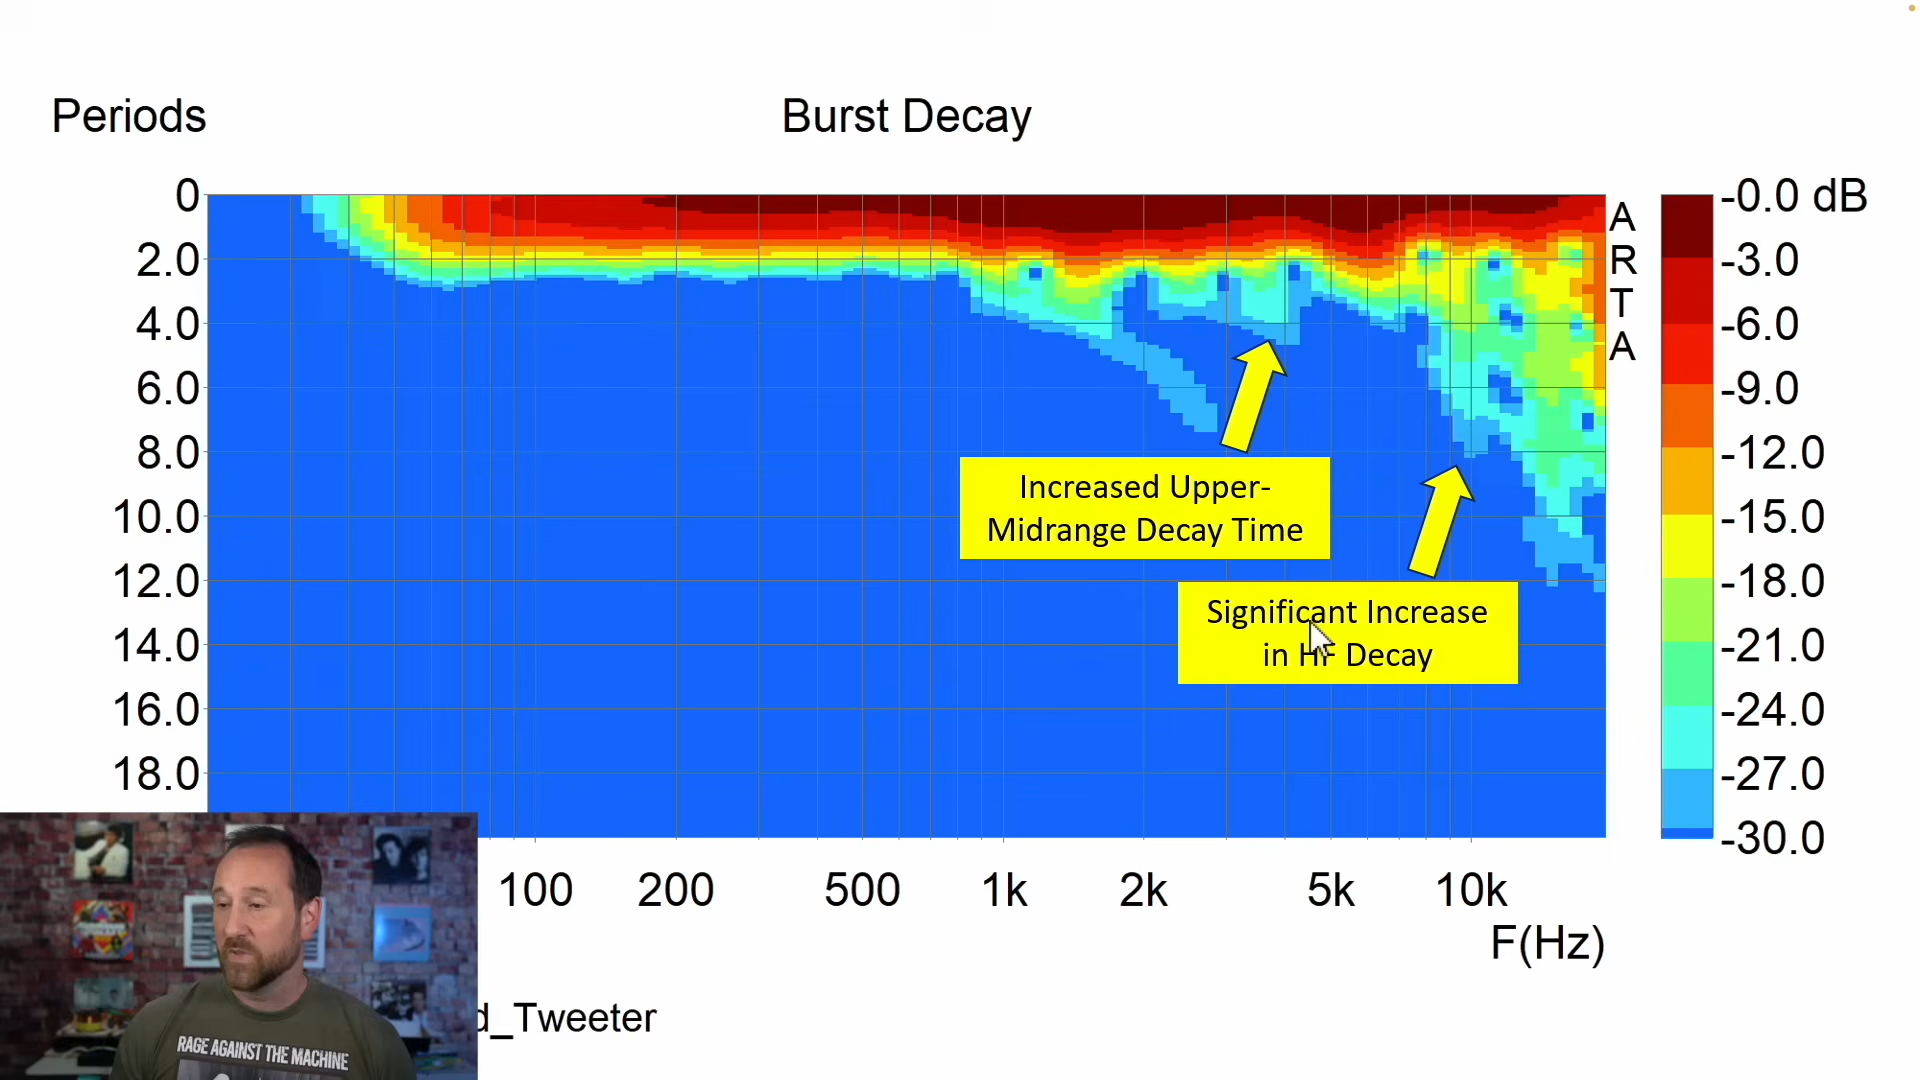 Periods
Burst Decay
0
2.0
4.0
6.0
8.0
10.0
12.0
14.0
16.0
18.0
A
R
T
A
-0.0 dB
-3.0
-6.0
-9.0
-12.0
-15.0
-18.0
-21.0
-24.0
-27.0
-30.0
Increased Upper-
Midrange Decay Time
Significant Increase
in HF Decay
100
200
500
1k
2k
5k
10k
F(Hz)
d_Tweeter
RAGE AGAINST THE MACHINE